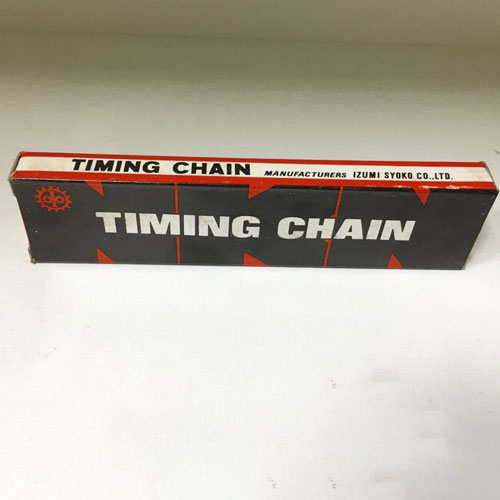 TIMING CHAIN MANUFACTURERS IZUMI SYOKO CO.,LTD.
TIMING CHAIN